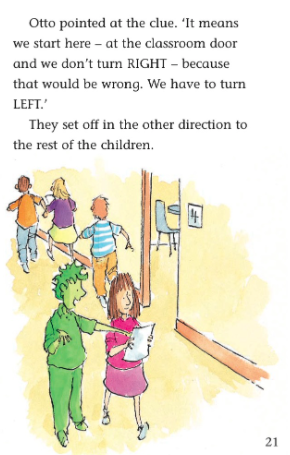 Otto pointed at the clue. ‘It means
we start here – at the classroom door
and we don’t turn RIGHT – because
that would be wrong. We have to turn
LEFT.’
They set off in the other direction to
the rest of the children.
4
21